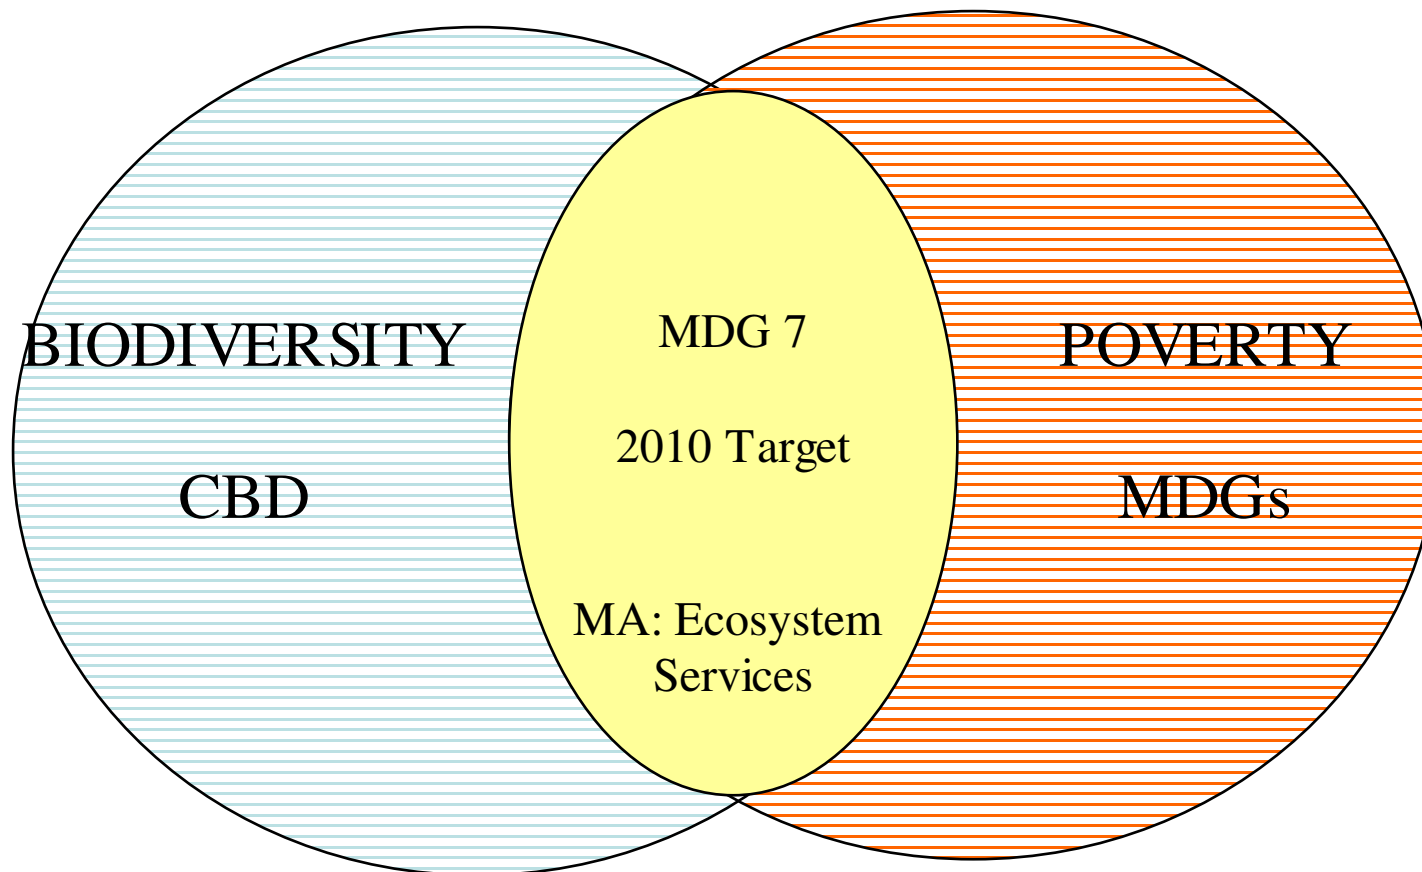 BIODIVERSITY
CBD
MDG 7
2010 Target
MA: Ecosystem
Services
POVERTY
MDGs